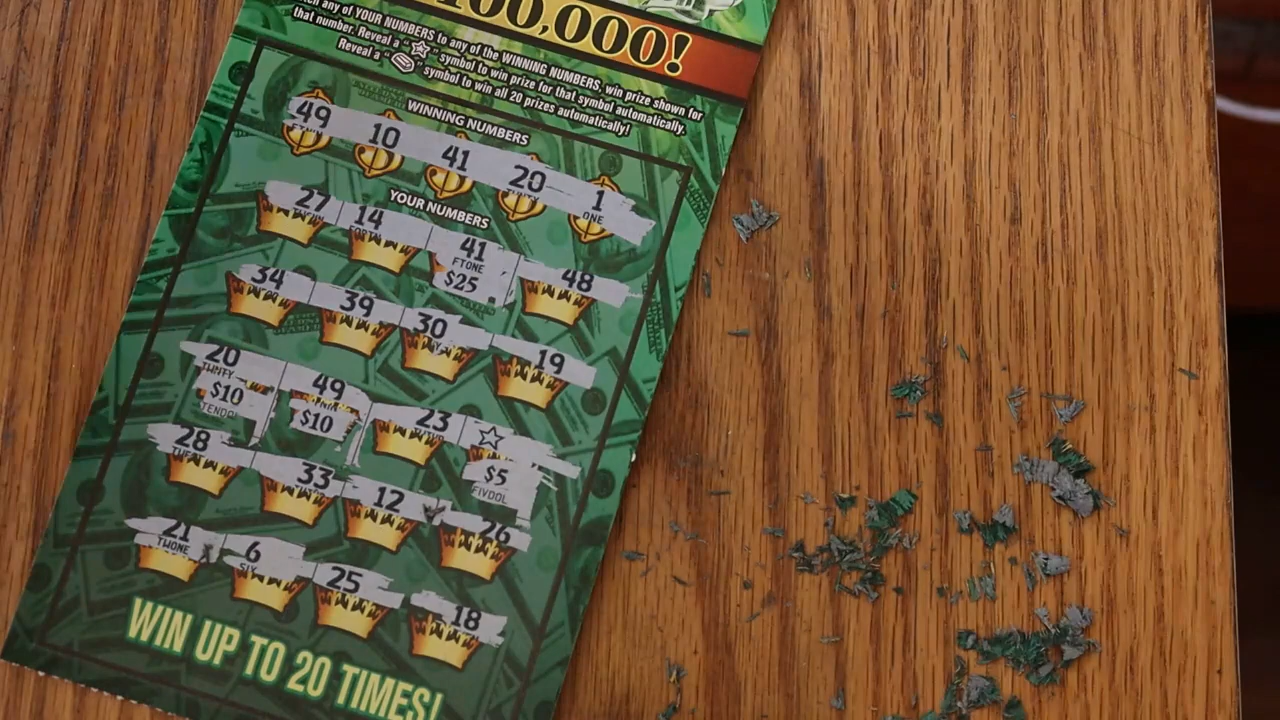 100,000!
any of YOUR NUMBERS to any of the WINNING NUMBERS, win prize shown for
that number. Reveal a "☆" symbol to win prize for that symbol automatically.
Reveal a " " symbol to win all 20 prizes automatically!
WINNING NUMBERS
49 10 41 20 1
ONE
YOUR NUMBERS
27 14 41 48
FTONE
$25
34 39 30 19
20 49 23 ☆
$10 $10 $5
FIVDOL
28 33 12 26
21 6 25 18
TWONE SIX
WIN UP TO 20 TIMES!